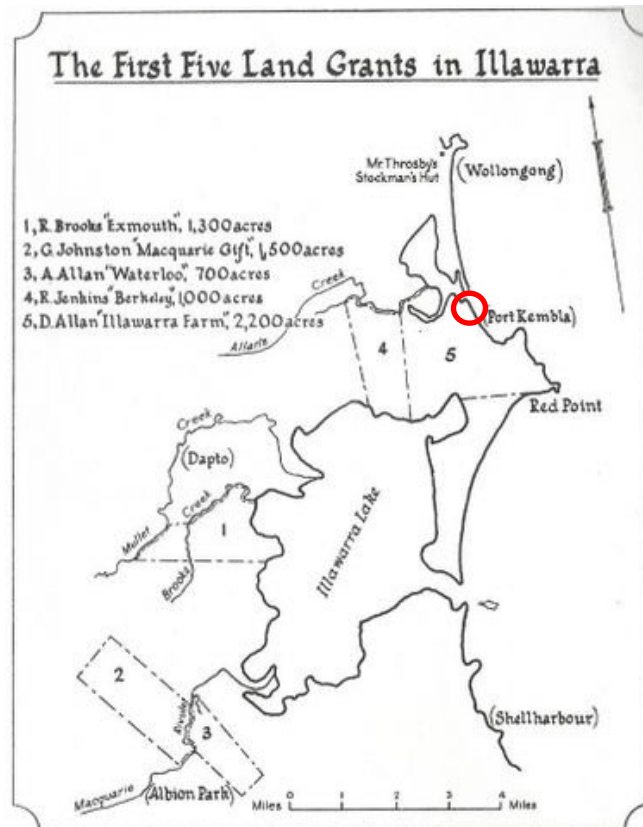 The First Five Land Grants in Illawarra
Mr Throsby's
Stockman's Hut
(Wollongong)
1, R. Brooks "Exmouth", 1,300 acres
2, G. Johnston "Macquarie Gift", 1,500 acres
3, A. Allan "Waterloo", 700 acres
4, R. Jenkins "Berkeley", 1,000 acres
5, D. Allan "Illawarra Farm", 2,200 acres
Creek
Allans
(Port Kembla)
4
5
Red Point
Creek
(Dapto)
Creek
Mullet
Brooks
1
Illawarra Lake
2
Rivulet
3
Macquarie
(Albion Park)
(Shellharbour)
0 1 2 3 4
Miles Miles